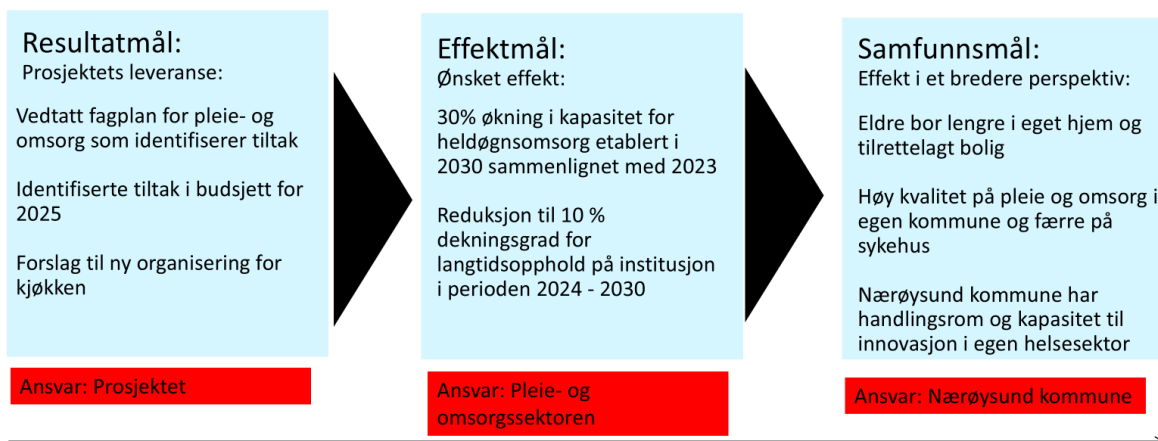 Resultatmål:
Prosjektets leveranse:
Vedtatt fagplan for pleie- og
omsorg som identifiserer tiltak
Identifiserte tiltak i budsjett for
2025
Forslag til ny organisering for
kjøkken
Ansvar: Prosjektet
Effektmål:
Ønsket effekt:
30% økning i kapasitet for
heldøgnsomsorg etablert i
2030 sammenlignet med 2023
Reduksjon til 10 %
dekningsgrad for
langtidsopphold på institusjon
i perioden 2024 - 2030
Ansvar: Pleie- og
omsorgssektoren
Samfunnsmål:
Effekt i et bredere perspektiv:
Eldre bor lengre i eget hjem og
tilrettelagt bolig
Høy kvalitet på pleie og omsorg i
egen kommune og færre på
sykehus
Nærøysund kommune har
handlingsrom og kapasitet til
innovasjon i egen helsesektor
Ansvar: Nærøysund kommune